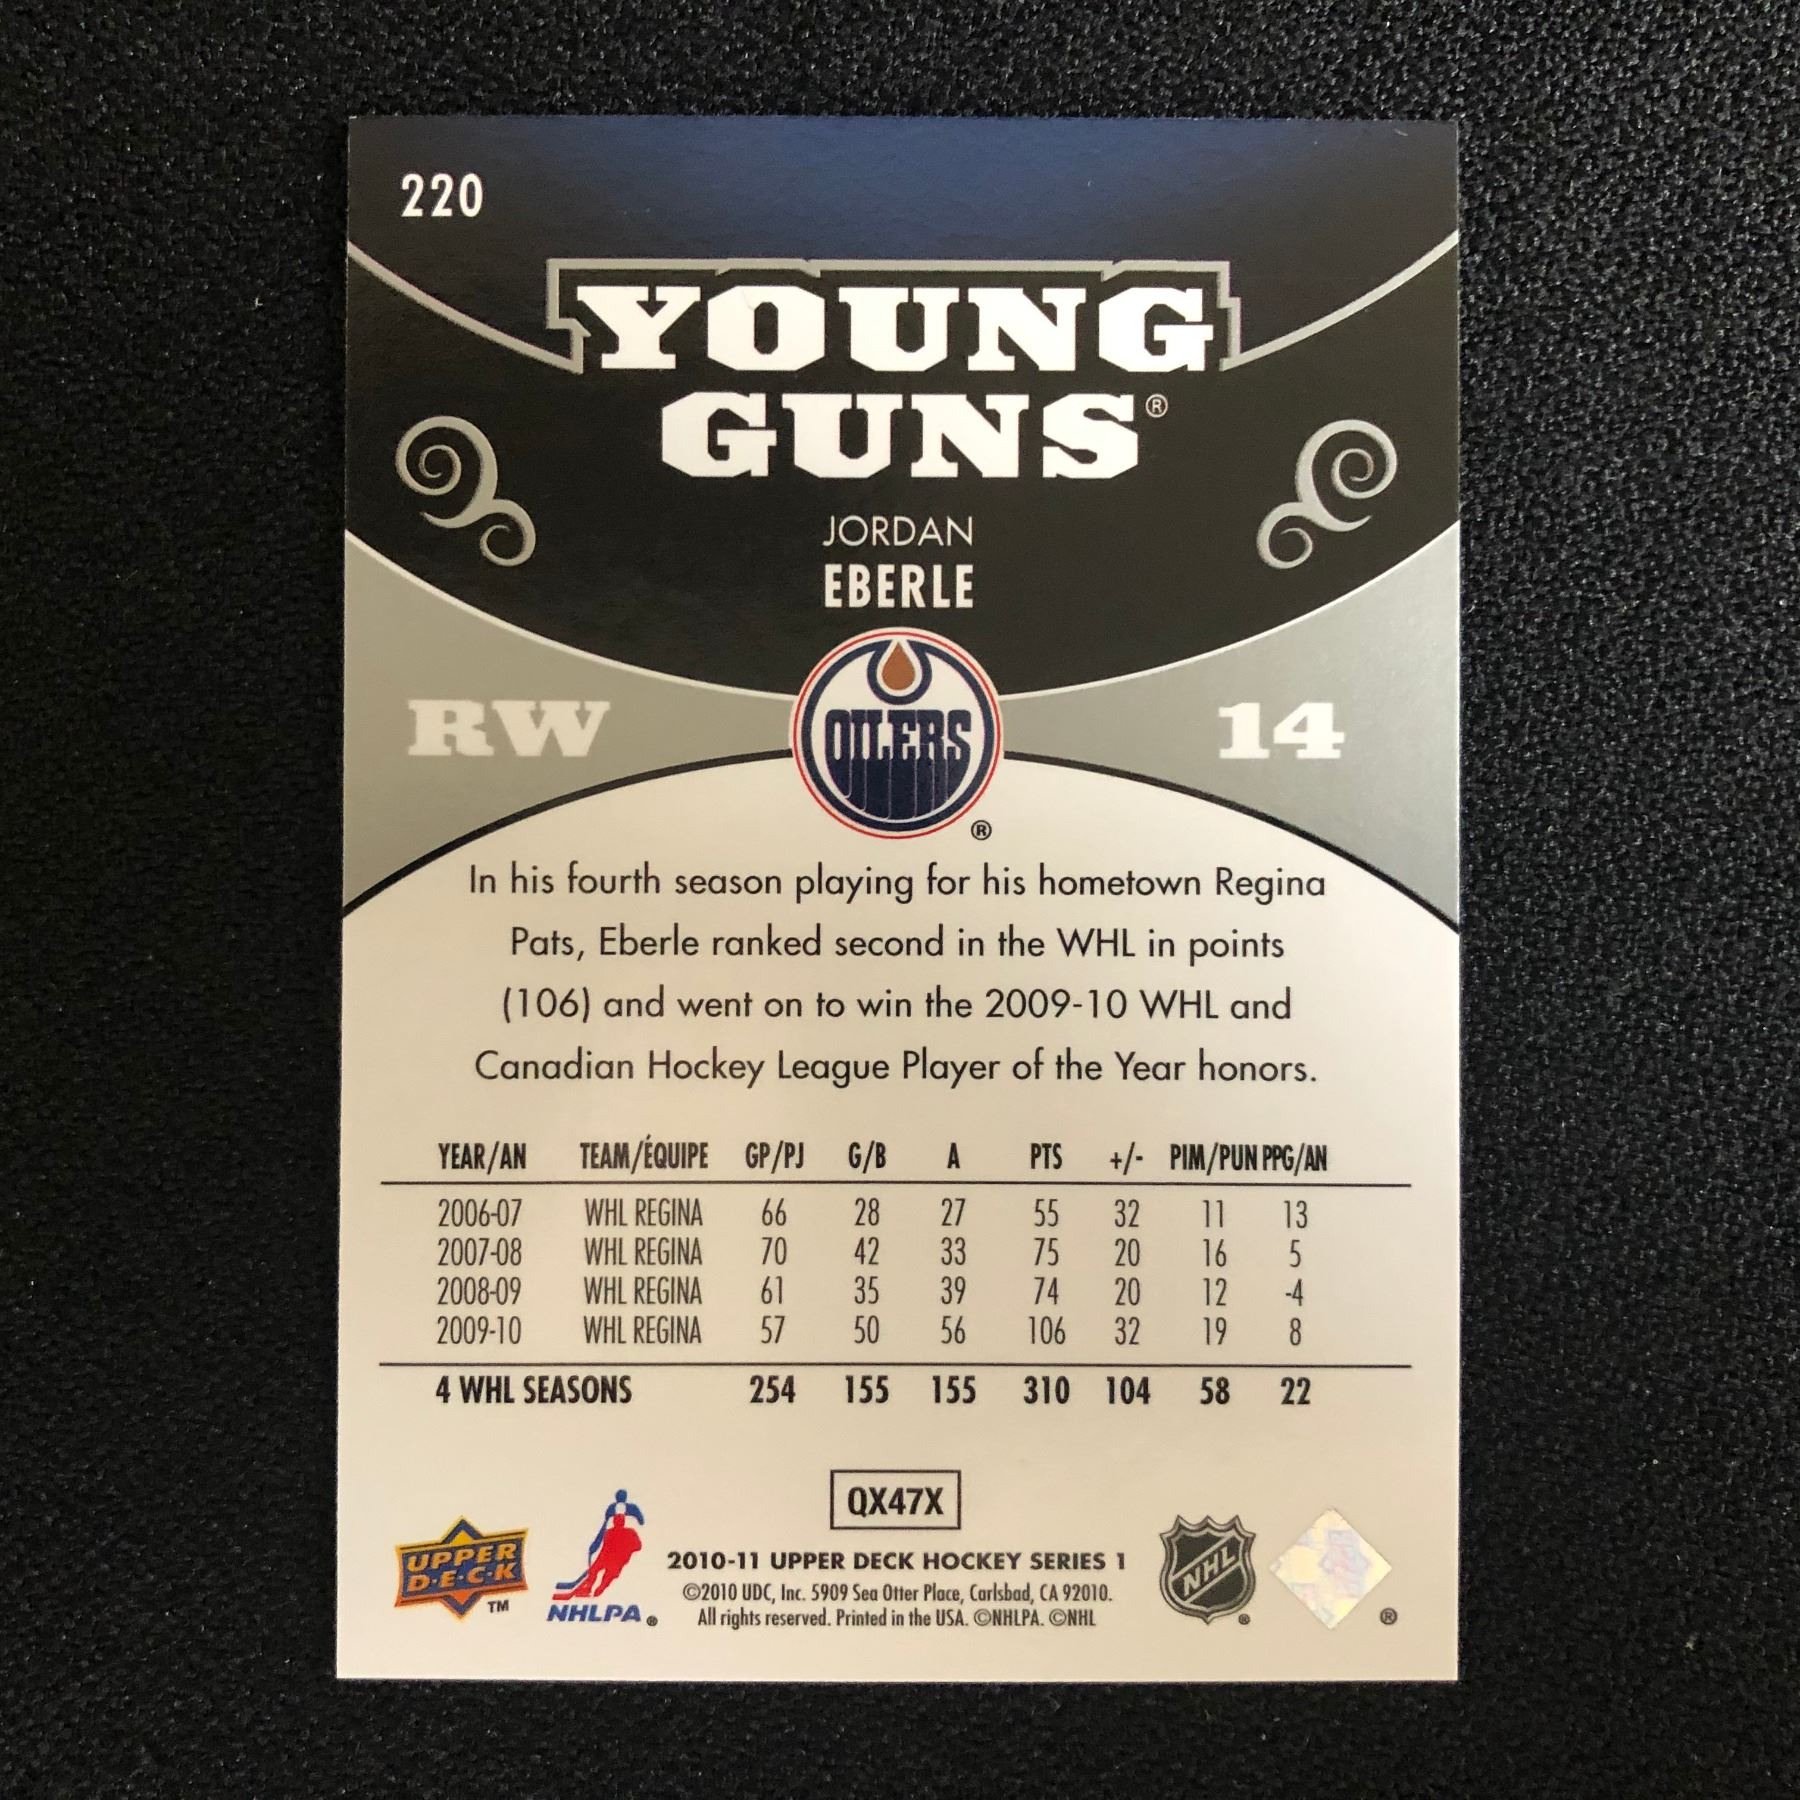 220
YOUNG
GUNS®
JORDAN
EBERLE
RW
OILERS
14
®
In his fourth season playing for his hometown Regina
Pats, Eberle ranked second in the WHL in points
(106) and went on to win the 2009-10 WHL and
Canadian Hockey League Player of the Year honors.
YEAR/AN TEAM/ÉQUIPE GP/PJ G/B A PTS +/- PIM/PUN PPG/AN
2006-07 WHL REGINA 66 28 27 55 32 11 13
2007-08 WHL REGINA 70 42 33 75 20 16 5
2008-09 WHL REGINA 61 35 39 74 20 12 -4
2009-10 WHL REGINA 57 50 56 106 32 19 8
4 WHL SEASONS 254 155 155 310 104 58 22
QX47X
UPPER
D·E·C·K
TM
NHLPA®
2010-11 UPPER DECK HOCKEY SERIES 1
©2010 UDC, Inc. 5909 Sea Otter Place, Carlsbad, CA 92010.
All rights reserved. Printed in the USA. ©NHLPA. ©NHL
NHL
®
®